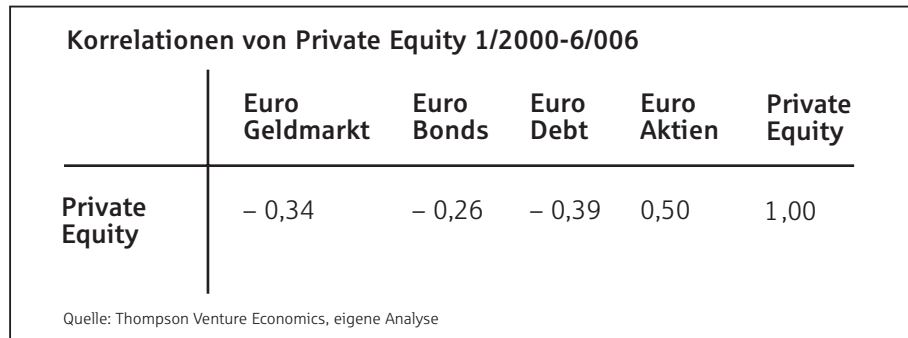 Korrelationen von Private Equity 1/2000-6/006
Euro Geldmarkt Euro Bonds Euro Debt Euro Aktien Private Equity
Private Equity – 0,34 – 0,26 – 0,39 0,50 1,00
Quelle: Thompson Venture Economics, eigene Analyse